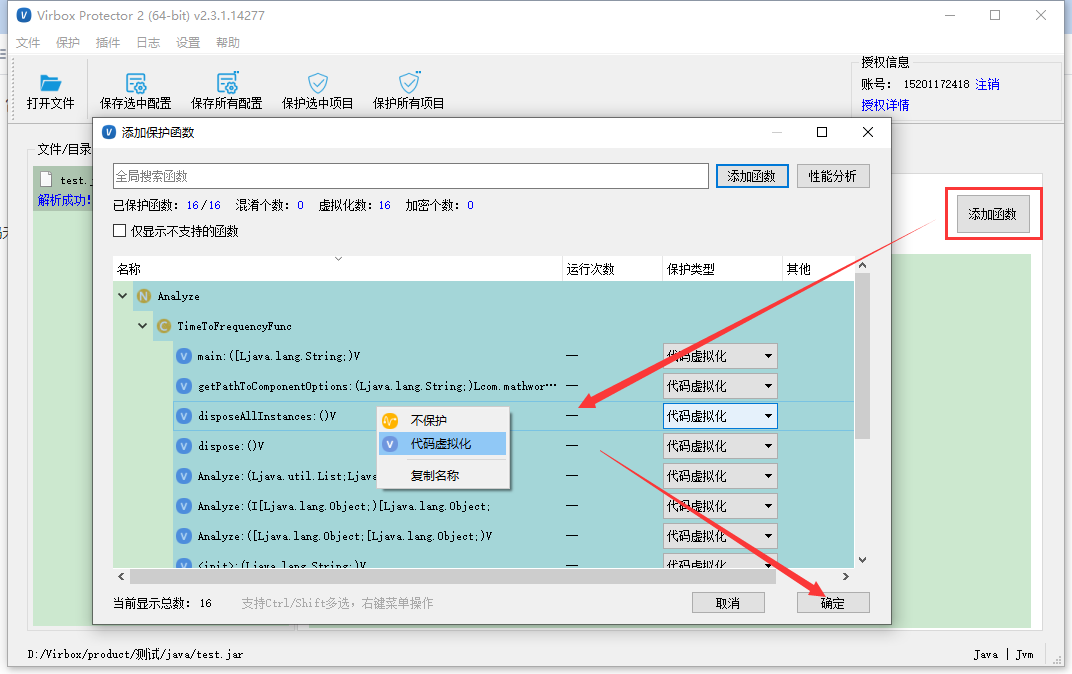 Virbox Protector 2 (64-bit) v2.3.1.14277
文件 保护 插件 日志 设置 帮助
打开文件 保存选中配置 保存所有配置 保护选中项目 保护所有项目
授权信息
账号: 15201172418 注销
授权详情
文件/目录
test.
解析成功!
添加函数
添加保护函数
全局搜索函数 添加函数 性能分析
已保护函数: 16/16 混淆个数: 0 虚拟化数: 16 加密个数: 0
仅显示不支持的函数
名称 运行次数 保护类型 其他
N Analyze
C TimeToFrequencyFunc
V main:([Ljava.lang.String;)V — 代码虚拟化
V getPathToComponentOptions:(Ljava.lang.String;)Lcom.mathwor··· — 代码虚拟化
V disposeAllInstances:()V — 代码虚拟化
V dispose:()V — 代码虚拟化
V Analyze:(Ljava.util.List;Ljava — 代码虚拟化
V Analyze:(I[Ljava.lang.Object;)[Ljava.lang.Object; — 代码虚拟化
V Analyze:([Ljava.lang.Object;[Ljava.lang.Object;)V — 代码虚拟化
V <init>:(Ljava.lang.String;)V — 代码虚拟化
不保护
V 代码虚拟化
复制名称
当前显示总数: 16 支持Ctrl/Shift多选，右键菜单操作 取消 确定
D:/Virbox/product/测试/java/test.jar Java | Jvm